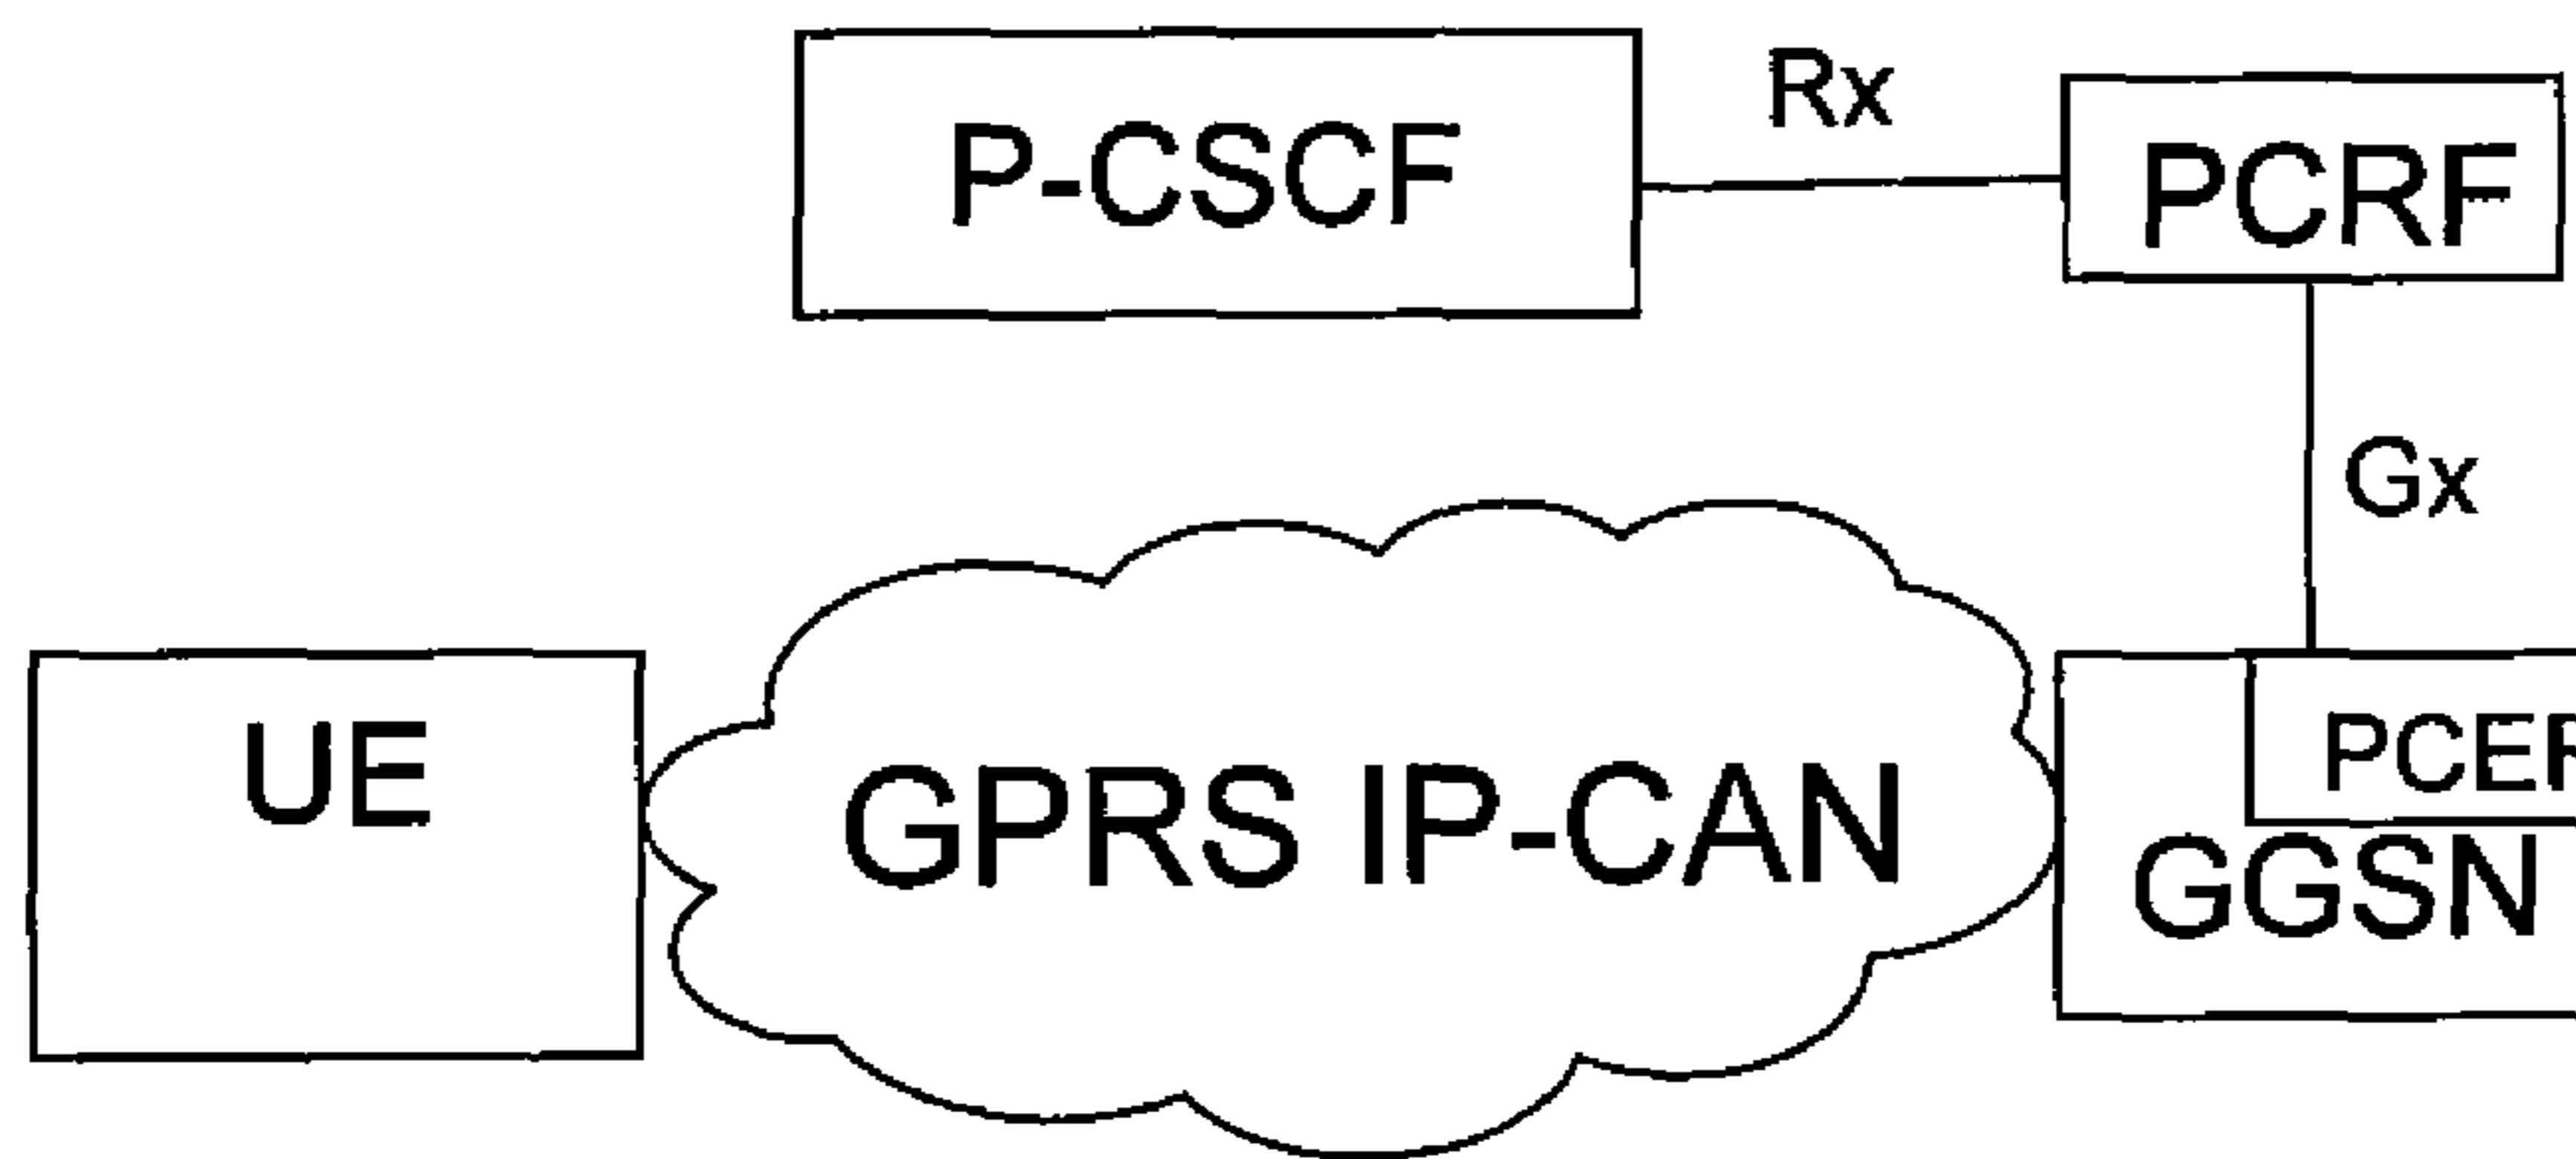 Rx
P-CSCF
PCRF
Gx
UE
GPRS IP-CAN
GGSN